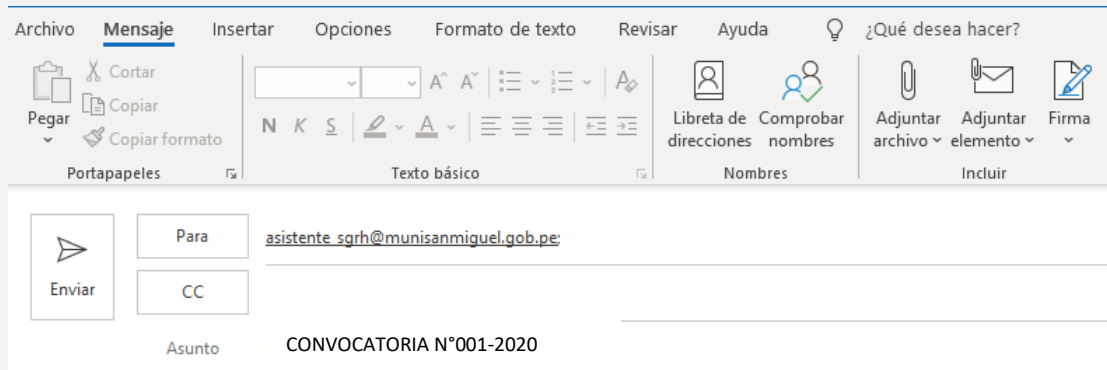 Archivo Mensaje Insertar Opciones Formato de texto Revisar Ayuda ¿Qué desea hacer?
Pegar
Cortar
Copiar
Copiar formato
Portapapeles
N K S A
Texto básico
Libreta de direcciones
Comprobar nombres
Nombres
Adjuntar archivo
Adjuntar elemento
Firma
Incluir
Enviar
Para asistente_sgrh@munisanmiguel.gob.pe;
CC
Asunto CONVOCATORIA N°001-2020